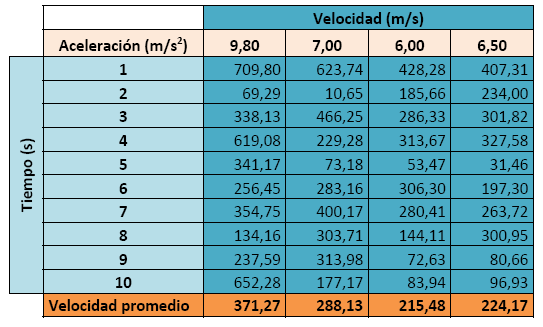 Velocidad (m/s)
Aceleración (m/s²) 9,80 7,00 6,00 6,50
Tiempo (s)
1 709,80 623,74 428,28 407,31
2 69,29 10,65 185,66 234,00
3 338,13 466,25 286,33 301,82
4 619,08 229,28 313,67 327,58
5 341,17 73,18 53,47 31,46
6 256,45 283,16 306,30 197,30
7 354,75 400,17 280,41 263,72
8 134,16 303,71 144,11 300,95
9 237,59 313,98 72,63 80,66
10 652,28 177,17 83,94 96,93
Velocidad promedio 371,27 288,13 215,48 224,17